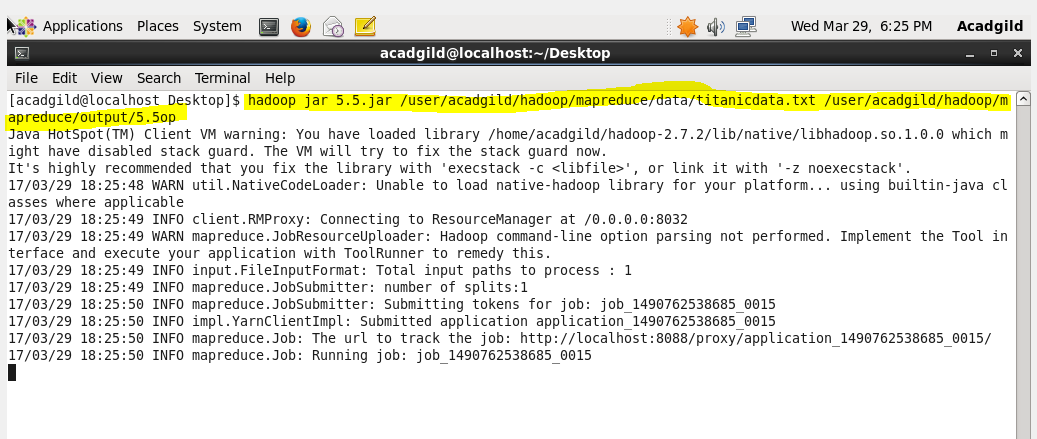 Applications Places System Wed Mar 29, 6:25 PM Acadgild
acadgild@localhost:~/Desktop
File Edit View Search Terminal Help
[acadgild@localhost Desktop]$ hadoop jar 5.5.jar /user/acadgild/hadoop/mapreduce/data/titanicdata.txt /user/acadgild/hadoop/m
apreduce/output/5.5op
Java HotSpot(TM) Client VM warning: You have loaded library /home/acadgild/hadoop-2.7.2/lib/native/libhadoop.so.1.0.0 which m
ight have disabled stack guard. The VM will try to fix the stack guard now.
It's highly recommended that you fix the library with 'execstack -c <libfile>', or link it with '-z noexecstack'.
17/03/29 18:25:48 WARN util.NativeCodeLoader: Unable to load native-hadoop library for your platform... using builtin-java cl
asses where applicable
17/03/29 18:25:49 INFO client.RMProxy: Connecting to ResourceManager at /0.0.0.0:8032
17/03/29 18:25:49 WARN mapreduce.JobResourceUploader: Hadoop command-line option parsing not performed. Implement the Tool in
terface and execute your application with ToolRunner to remedy this.
17/03/29 18:25:49 INFO input.FileInputFormat: Total input paths to process : 1
17/03/29 18:25:49 INFO mapreduce.JobSubmitter: number of splits:1
17/03/29 18:25:50 INFO mapreduce.JobSubmitter: Submitting tokens for job: job_1490762538685_0015
17/03/29 18:25:50 INFO impl.YarnClientImpl: Submitted application application_1490762538685_0015
17/03/29 18:25:50 INFO mapreduce.Job: The url to track the job: http://localhost:8088/proxy/application_1490762538685_0015/
17/03/29 18:25:50 INFO mapreduce.Job: Running job: job_1490762538685_0015